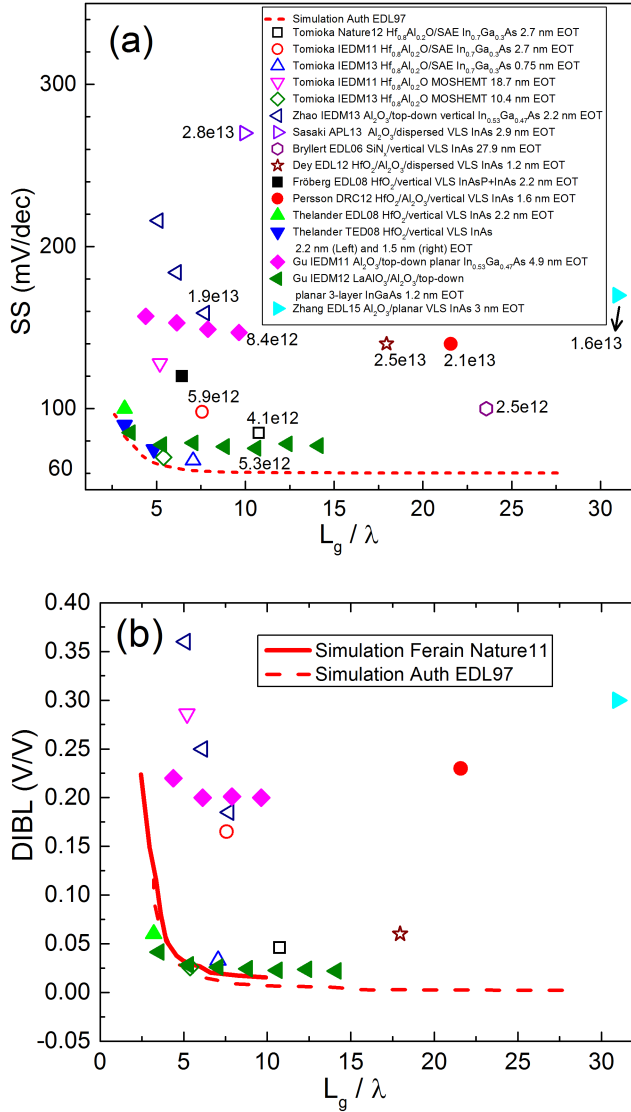 (a)
Simulation Auth EDL97
Tomioka Nature12 Hf0.8Al0.2O/SAE In0.7Ga0.3As 2.7 nm EOT
Tomioka IEDM11 Hf0.8Al0.2O/SAE In0.7Ga0.3As 2.7 nm EOT
Tomioka IEDM13 Hf0.8Al0.2O/SAE In0.7Ga0.3As 0.75 nm EOT
Tomioka IEDM11 Hf0.8Al0.2O MOSHEMT 18.7 nm EOT
Tomioka IEDM13 Hf0.8Al0.2O MOSHEMT 10.4 nm EOT
Zhao IEDM13 Al2O3/top-down vertical In0.53Ga0.47As 2.2 nm EOT
Sasaki APL13 Al2O3/dispersed VLS InAs 2.9 nm EOT
Bryllert EDL06 SiNx/vertical VLS InAs 27.9 nm EOT
Dey EDL12 HfO2/Al2O3/dispersed VLS InAs 1.2 nm EOT
Fröberg EDL08 HfO2/vertical VLS InAsP+InAs 2.2 nm EOT
Persson DRC12 HfO2/Al2O3/vertical VLS InAs 1.6 nm EOT
Thelander EDL08 HfO2/vertical VLS InAs 2.2 nm EOT
Thelander TED08 HfO2/vertical VLS InAs
2.2 nm (Left) and 1.5 nm (right) EOT
Gu IEDM11 Al2O3/top-down planar In0.53Ga0.47As 4.9 nm EOT
Gu IEDM12 LaAlO3/Al2O3/top-down
planar 3-layer InGaAs 1.2 nm EOT
Zhang EDL15 Al2O3/planar VLS InAs 3 nm EOT
SS (mV/dec)
300
200
100
60
2.8e13
1.9e13
8.4e12
5.9e12
4.1e12
5.3e12
2.5e13
2.1e13
1.6e13
2.5e12
5 10 15 20 25 30
Lg / λ
(b)
Simulation Ferain Nature11
Simulation Auth EDL97
DIBL (V/V)
0.40
0.35
0.30
0.25
0.20
0.15
0.10
0.05
0.00
-0.05
0 5 10 15 20 25 30
Lg / λ